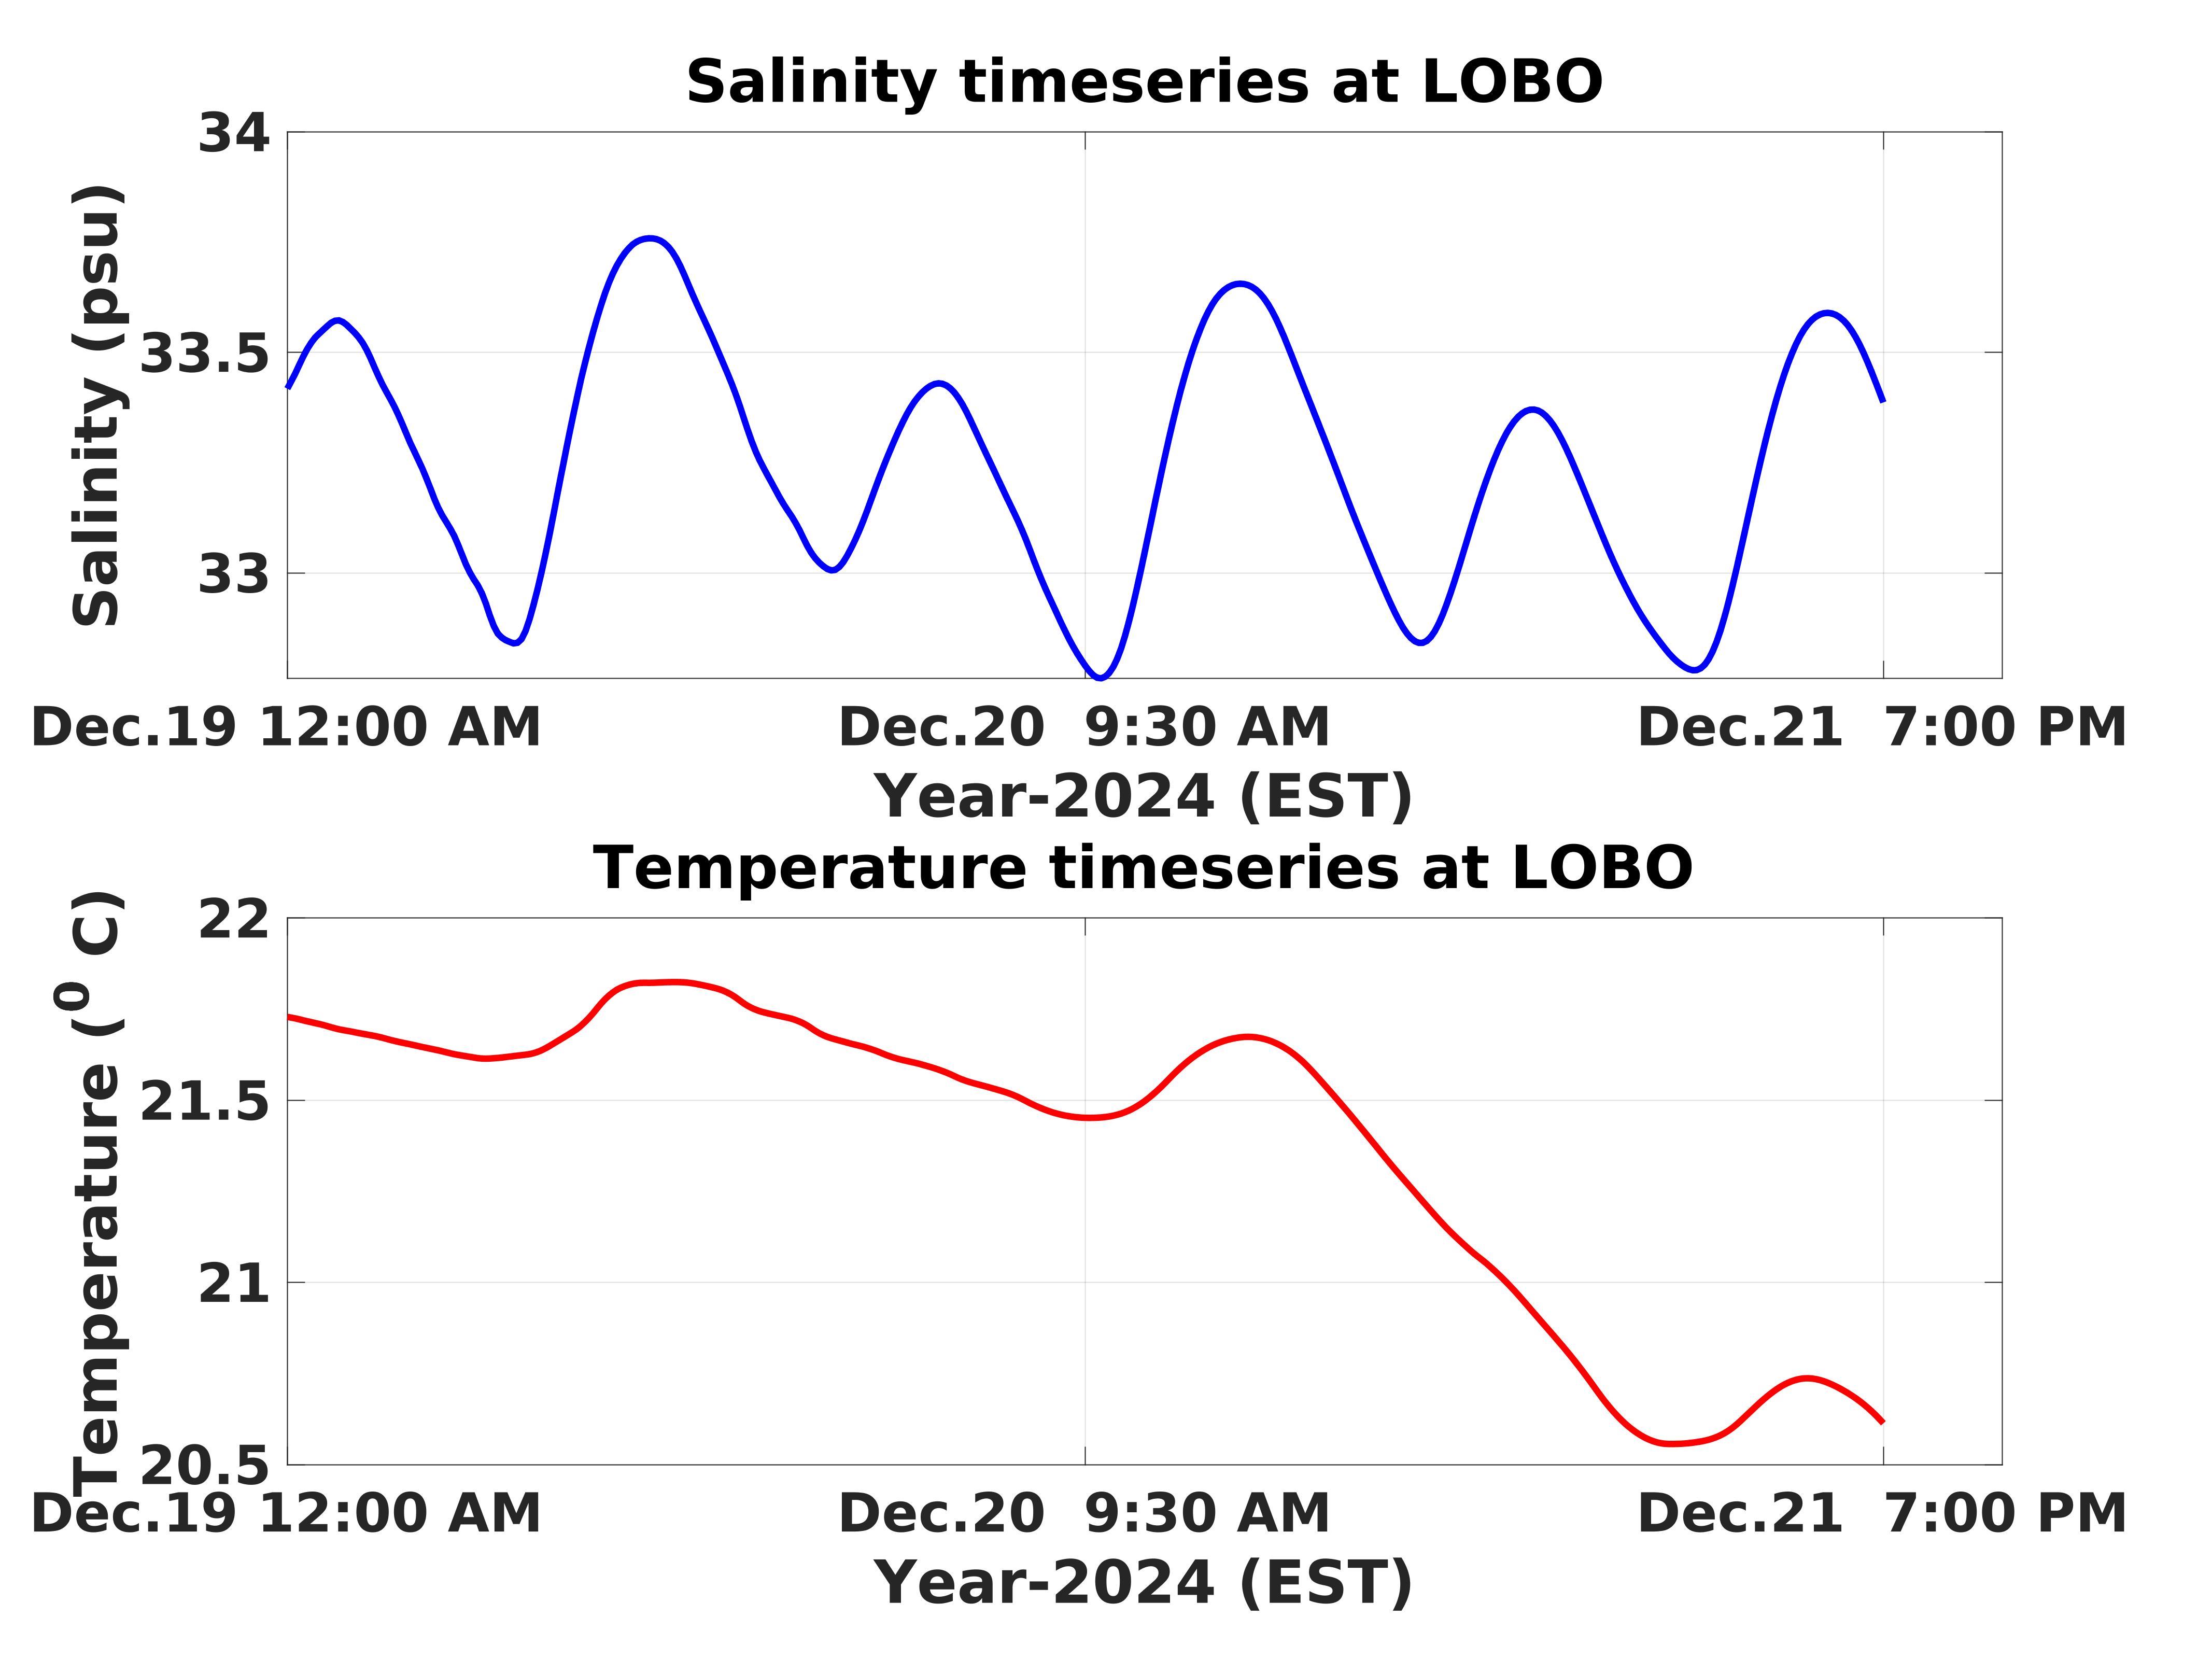 Salinity timeseries at LOBO
Salinity (psu)
34
33.5
33
Dec.19 12:00 AM
Dec.20  9:30 AM
Dec.21  7:00 PM
Year-2024 (EST)
Temperature timeseries at LOBO
Temperature (⁰ C)
22
21.5
21
20.5
Dec.19 12:00 AM
Dec.20  9:30 AM
Dec.21  7:00 PM
Year-2024 (EST)